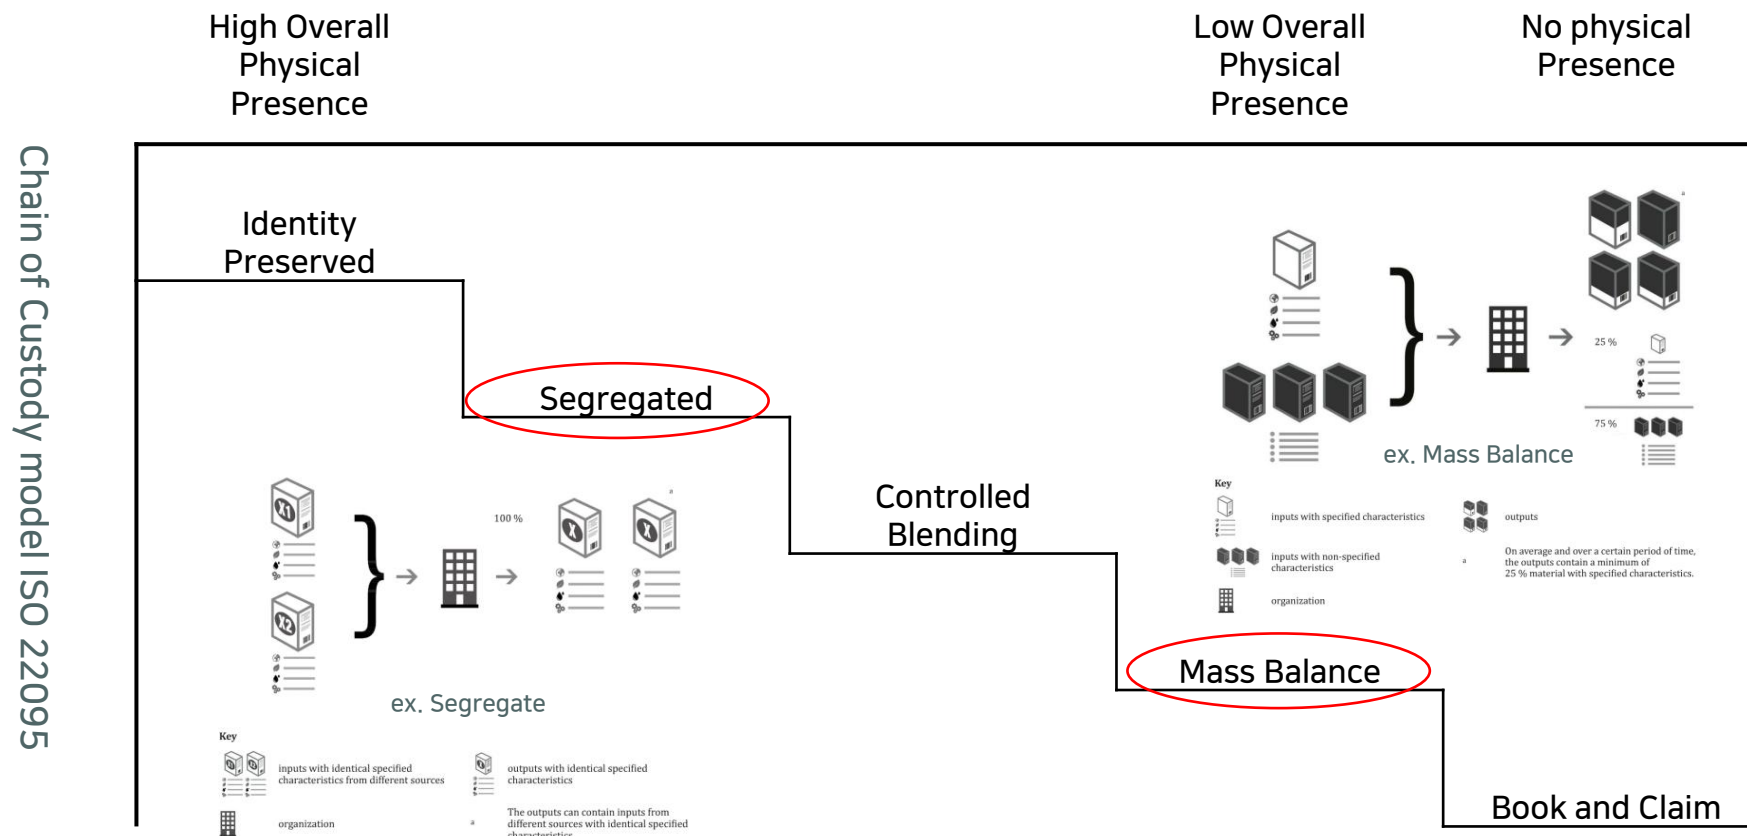 High Overall
Physical
Presence
Low Overall
Physical
Presence
No physical
Presence
Chain of Custody model ISO 22095
Identity
Preserved
Segregated
Controlled
Blending
Mass Balance
Book and Claim
X1
X2
100 %
X
X
a
ex. Segregate
Key
inputs with identical specified
characteristics from different sources
outputs with identical specified
characteristics
organization
a
The outputs can contain inputs from
different sources with identical specified
characteristics
a
25 %
75 %
ex. Mass Balance
Key
inputs with specified characteristics
outputs
inputs with non-specified
characteristics
a
On average and over a certain period of time,
the outputs contain a minimum of
25 % material with specified characteristics.
organization